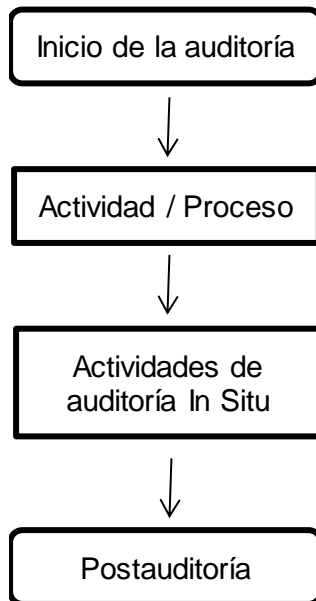 Inicio de la auditoría
Actividad / Proceso
Actividades de
auditoría In Situ
Postauditoría